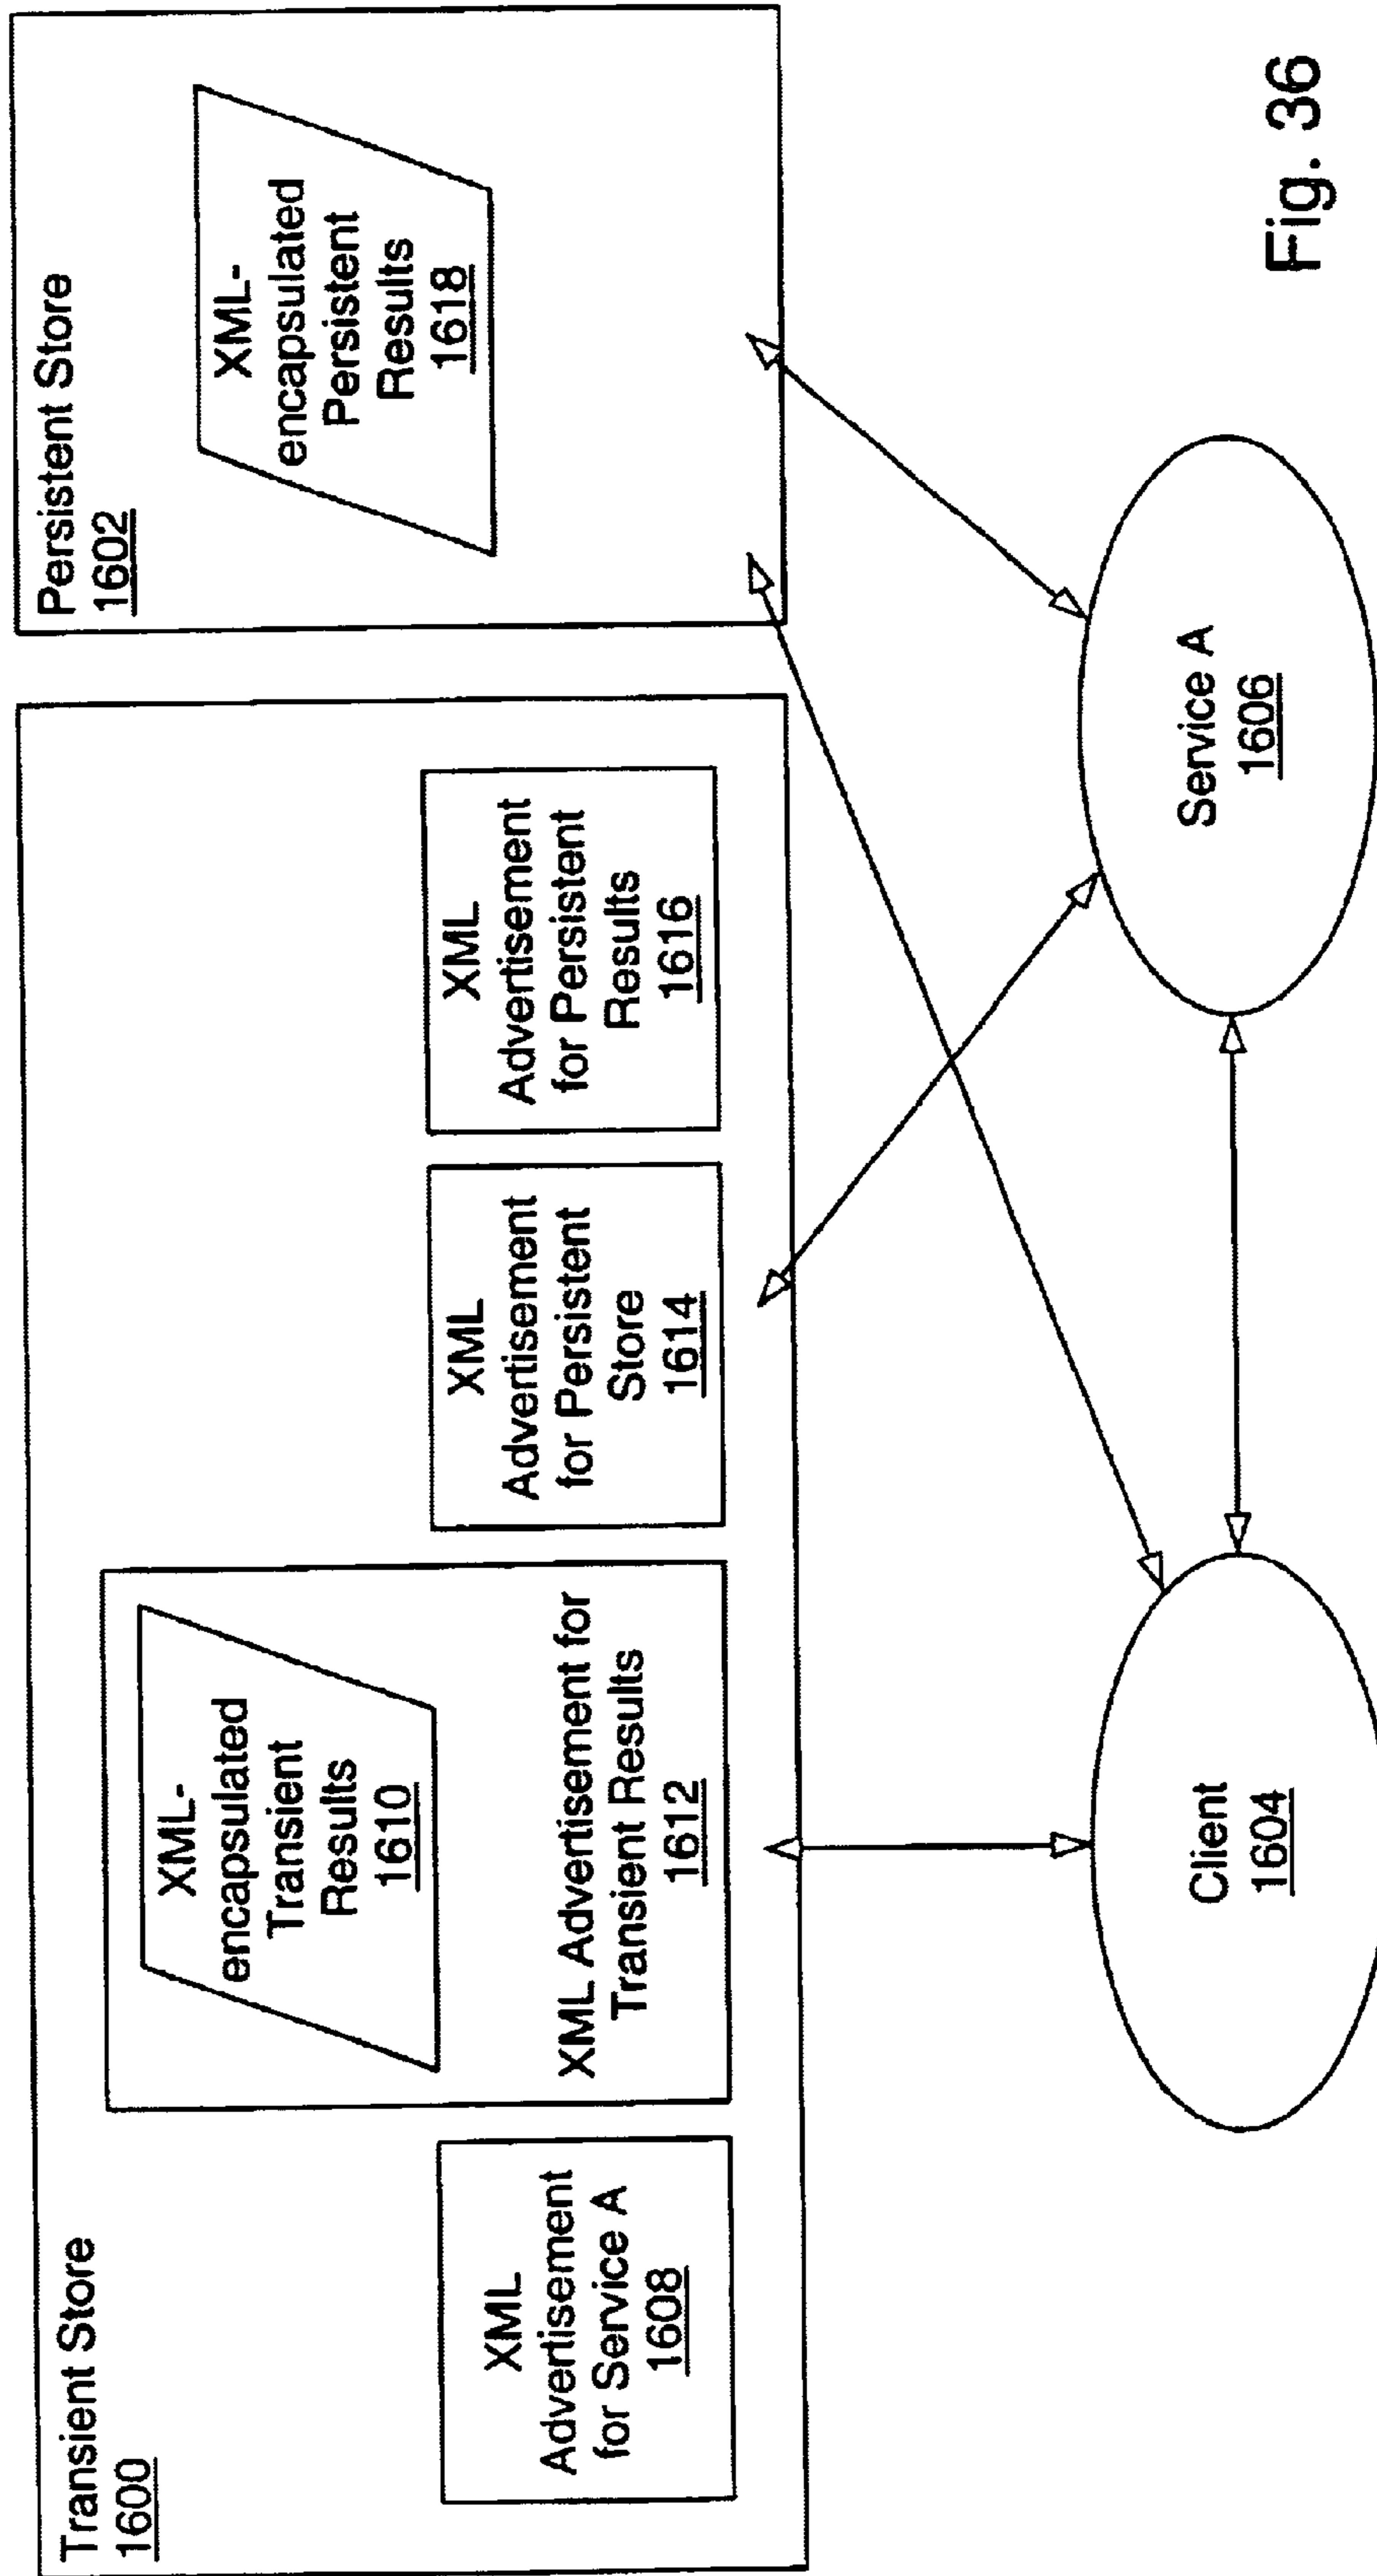 Transient Store
1600
XML
Advertisement
for Service A
1608
XML-
encapsulated
Transient
Results
1610
XML Advertisement for
Transient Results
1612
XML
Advertisement
for Persistent
Store
1614
XML
Advertisement
for Persistent
Results
1616
Persistent Store
1602
XML-
encapsulated
Persistent
Results
1618
Client
1604
Service A
1606
Fig. 36